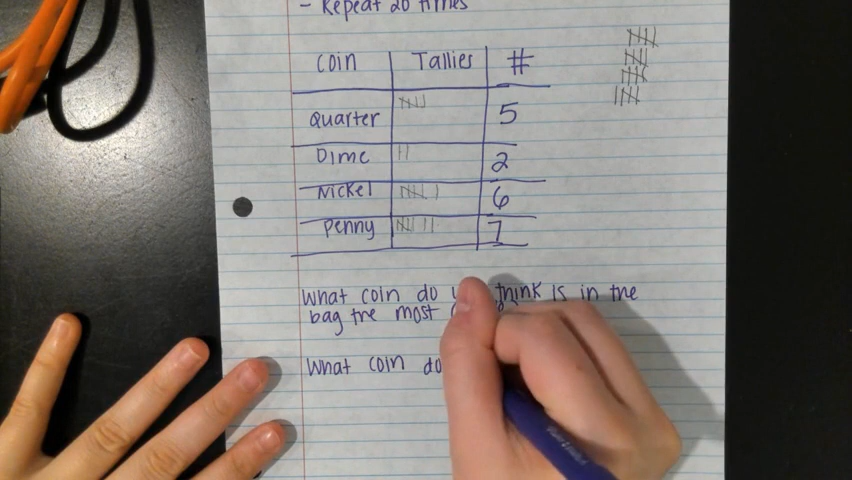 - Repeat 20 times
Coin Tallies #
Quarter 5
Dime 2
Nickel 6
Penny 7
What coin do think is in the
bag the most
What coin do